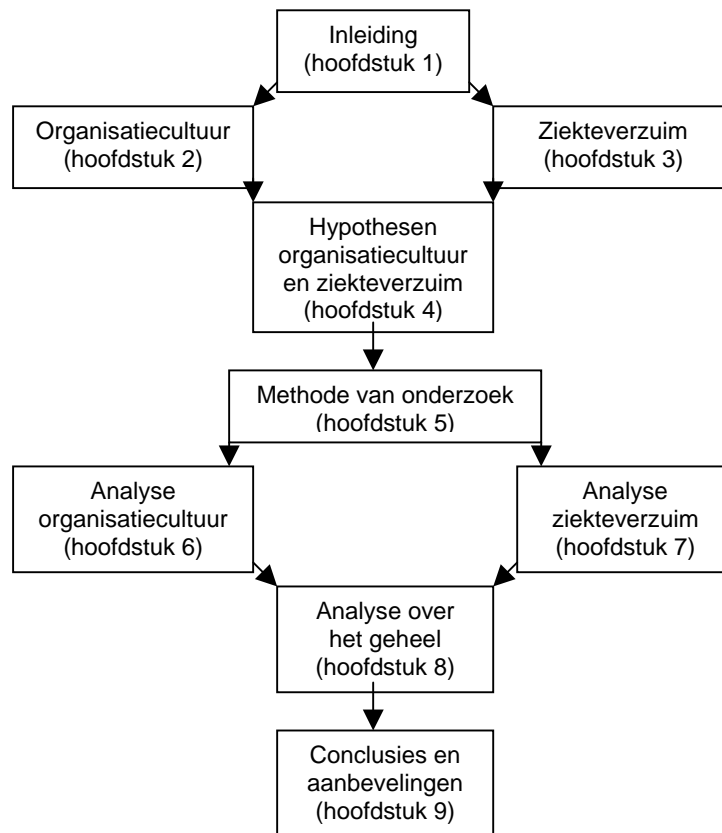 Inleiding
(hoofdstuk 1)
Organisatiecultuur
(hoofdstuk 2)
Ziekteverzuim
(hoofdstuk 3)
Hypothesen
organisatiecultuur
en ziekteverzuim
(hoofdstuk 4)
Methode van onderzoek
(hoofdstuk 5)
Analyse
organisatiecultuur
(hoofdstuk 6)
Analyse
ziekteverzuim
(hoofdstuk 7)
Analyse over
het geheel
(hoofdstuk 8)
Conclusies en
aanbevelingen
(hoofdstuk 9)